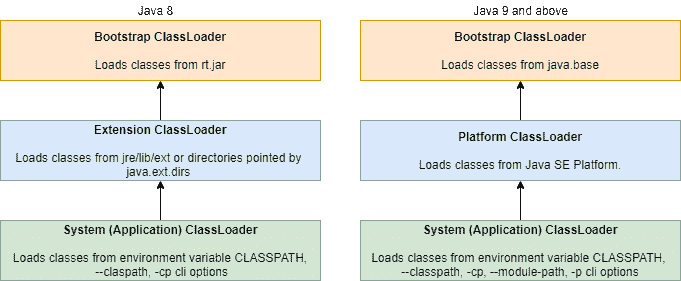 Java 8
Bootstrap ClassLoader
Loads classes from rt.jar
Extension ClassLoader
Loads classes from jre/lib/ext or directories pointed by
java.ext.dirs
System (Application) ClassLoader
Loads classes from environment variable CLASSPATH,
--claspath, -cp cli options
Java 9 and above
Bootstrap ClassLoader
Loads classes from java.base
Platform ClassLoader
Loads classes from Java SE Platform.
System (Application) ClassLoader
Loads classes from environment variable CLASSPATH,
--classpath, -cp, --module-path, -p cli options